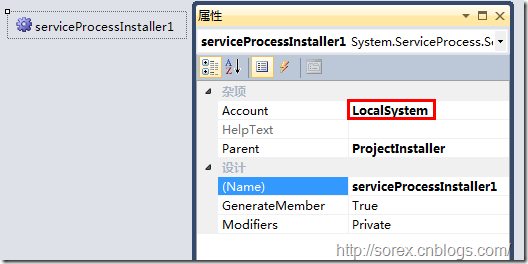 serviceProcessInstaller1
属性
serviceProcessInstaller1 System.ServiceProcess.Se
杂项
Account LocalSystem
HelpText
Parent ProjectInstaller
设计
(Name) serviceProcessInstaller1
GenerateMember True
Modifiers Private
http://sorex.cnblogs.com/